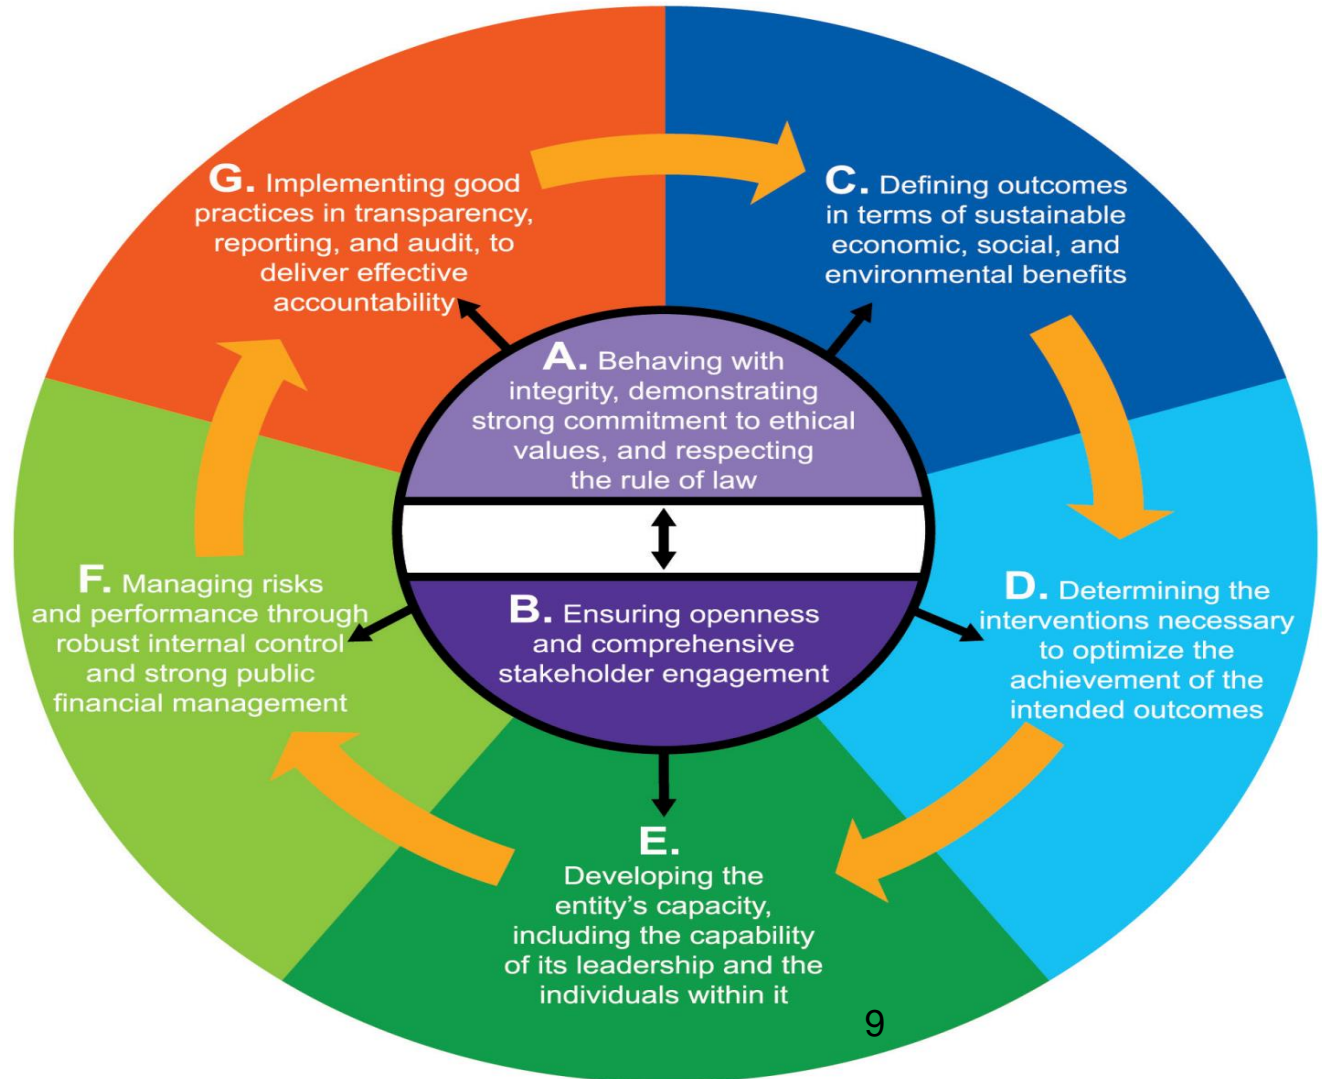 A. Behaving with
integrity, demonstrating
strong commitment to ethical
values, and respecting
the rule of law
B. Ensuring openness
and comprehensive
stakeholder engagement
C. Defining outcomes
in terms of sustainable
economic, social, and
environmental benefits
D. Determining the
interventions necessary
to optimize the
achievement of the
intended outcomes
E.
Developing the
entity’s capacity,
including the capability
of its leadership and the
individuals within it
F. Managing risks
and performance through
robust internal control
and strong public
financial management
G. Implementing good
practices in transparency,
reporting, and audit, to
deliver effective
accountability
9